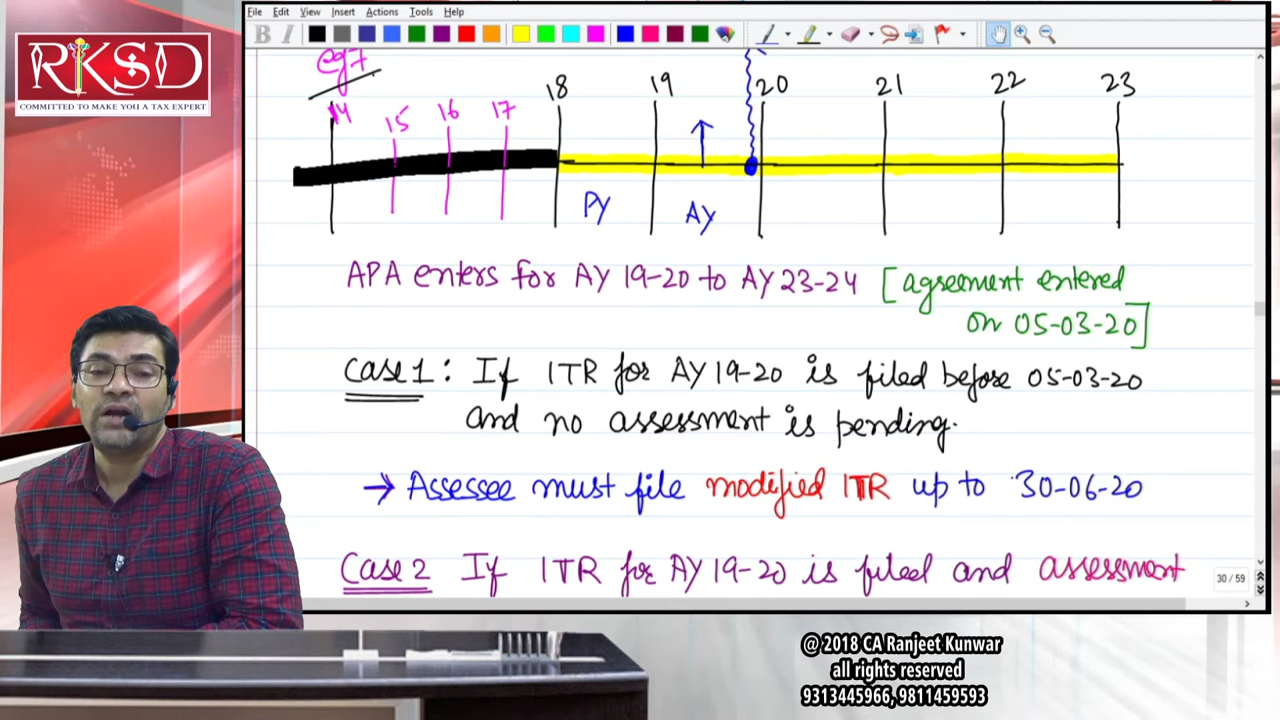 File Edit View Insert Actions Tools Help
B I
RKSD
COMMITTED TO MAKE YOU A TAX EXPERT
eg7
14 15 16 17 18 19 20 21 22 23
PY AY
APA enters for AY 19-20 to AY 23-24 [agreement entered
on 05-03-20]
Case 1: If ITR for AY 19-20 is filed before 05-03-20
and no assessment is pending.
→ Assessee must file modified ITR up to 30-06-20
Case 2 If ITR for AY 19-20 is filed and assessment
30 / 59
@ 2018 CA Ranjeet Kunwar
all rights reserved
9313445966, 9811459593